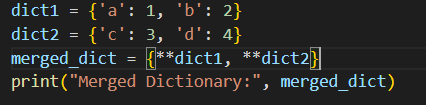 dict1 = {'a': 1, 'b': 2}
dict2 = {'c': 3, 'd': 4}
merged_dict = {**dict1, **dict2}
print("Merged Dictionary:", merged_dict)